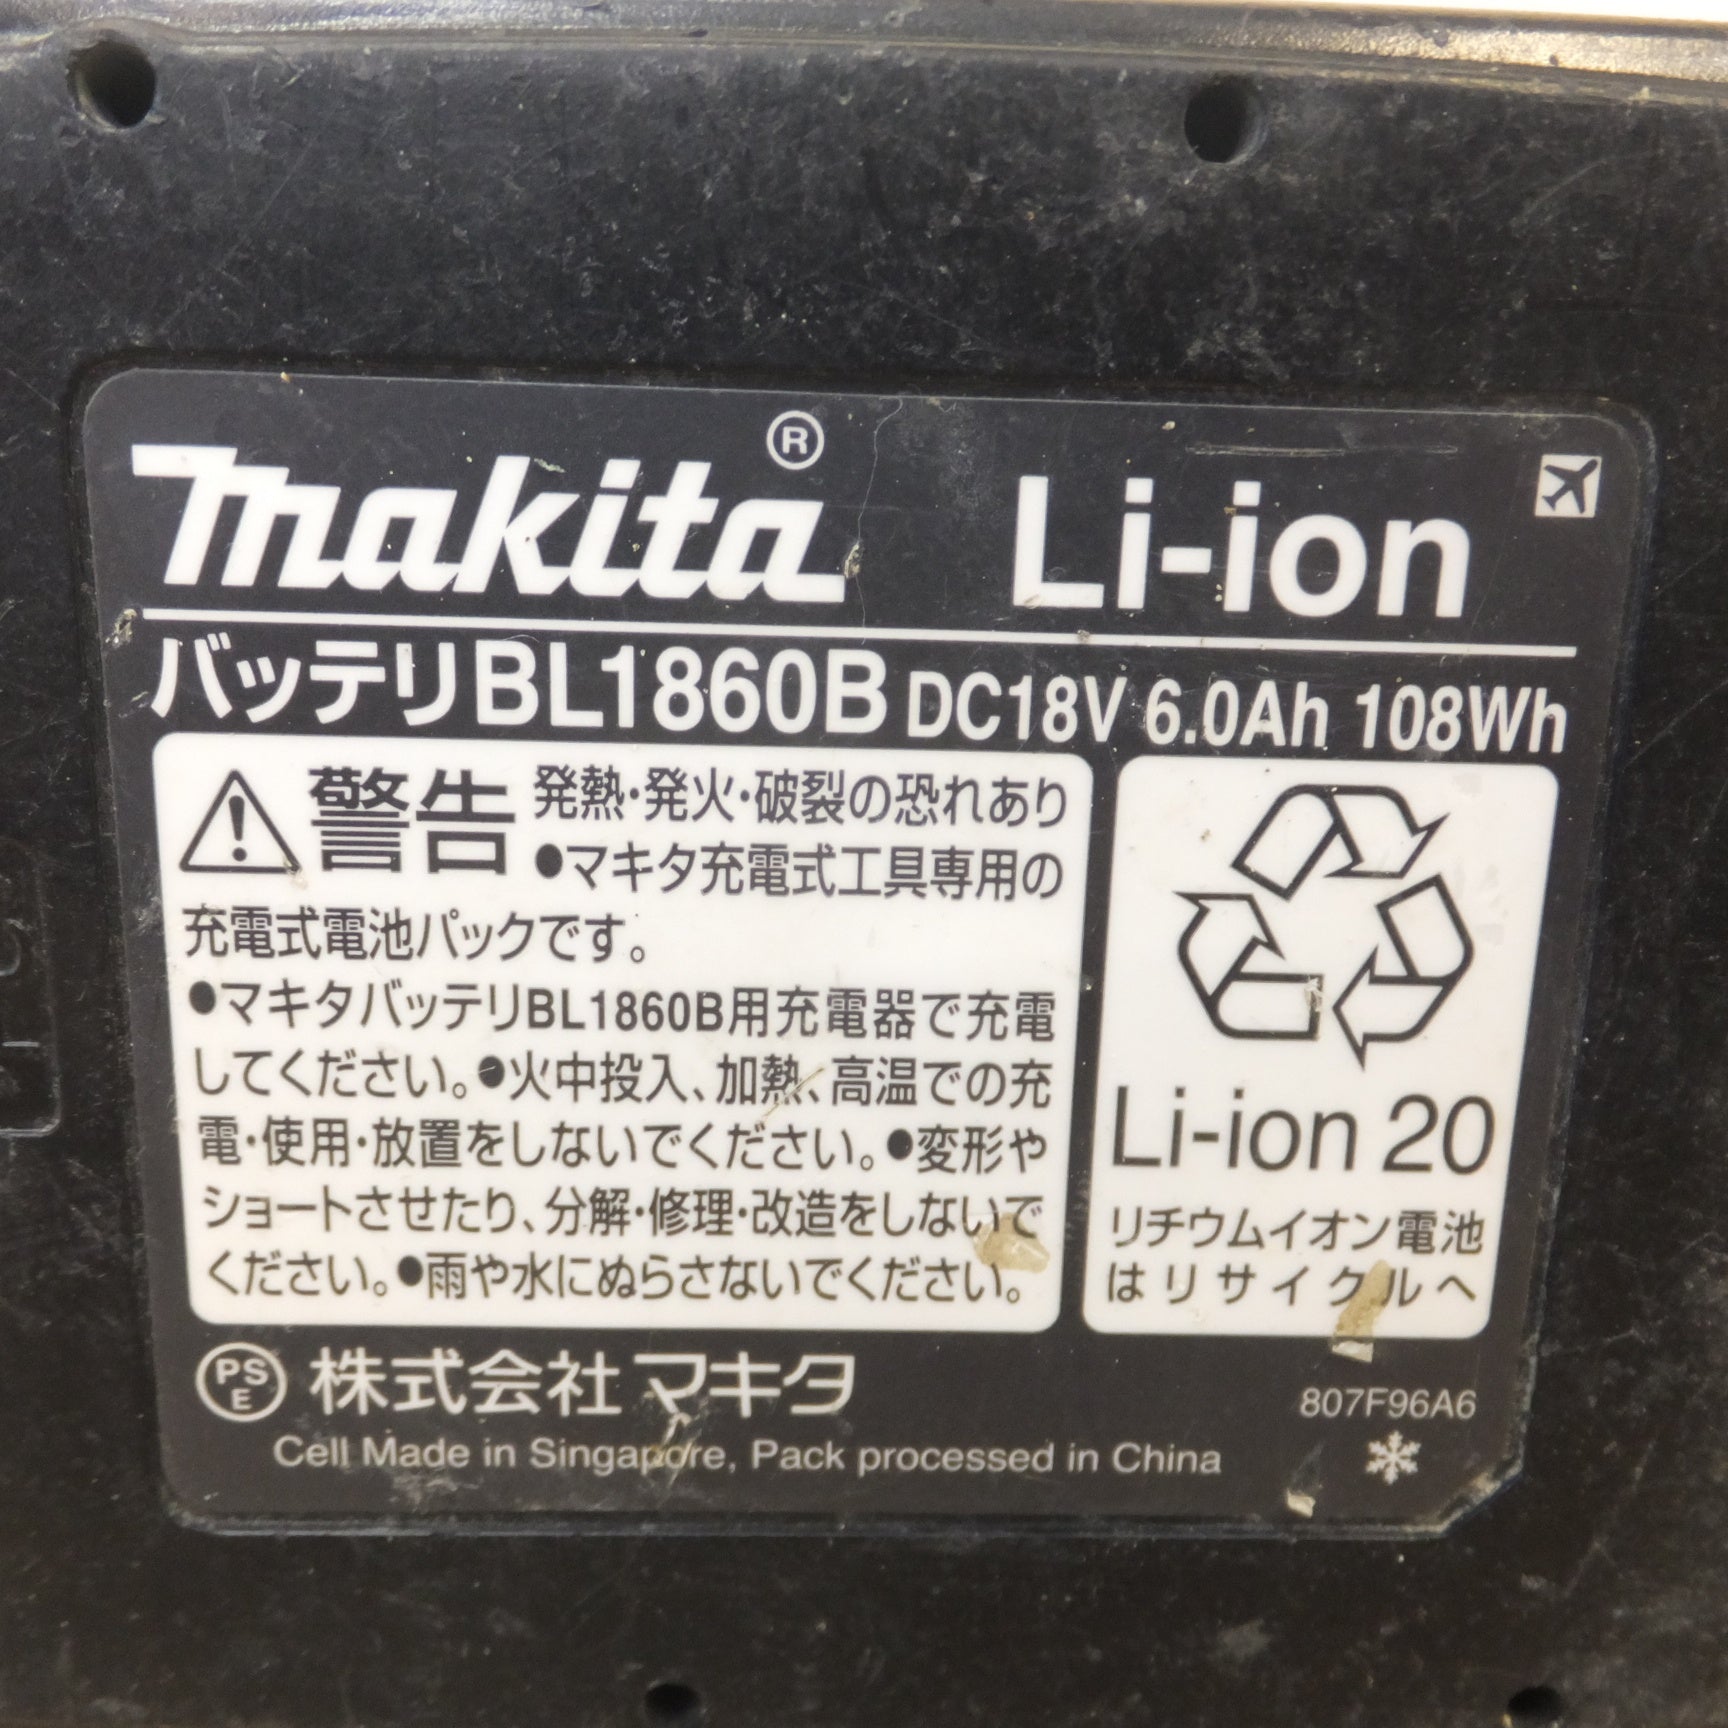 makita® Li-ion
バッテリBL1860B DC18V 6.0Ah 108Wh
警告 発熱・発火・破裂の恐れあり
●マキタ充電式工具専用の
充電式電池パックです。
●マキタバッテリBL1860B用充電器で充電
してください。●火中投入、加熱、高温での充
電・使用・放置をしないでください。●変形や
ショートさせたり、分解・修理・改造をしないで
ください。●雨や水にぬらさないでください。
Li-ion 20
リチウムイオン電池
はリサイクルへ
PSE 株式会社マキタ
807F96A6
Cell Made in Singapore, Pack processed in China